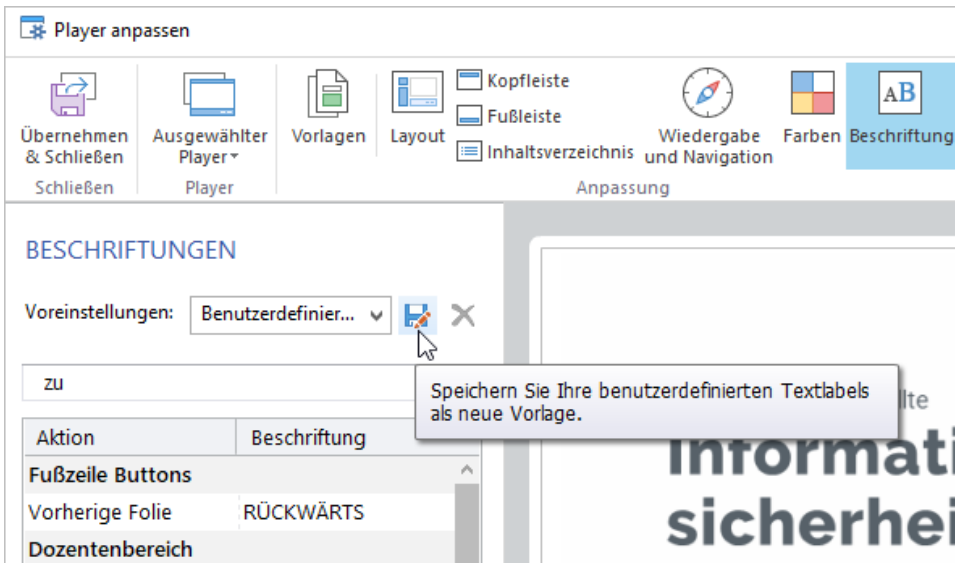 Player anpassen
Übernehmen
& Schließen
Ausgewählter
Player
Vorlagen
Layout
Kopfleiste
Fußleiste
Inhaltsverzeichnis
Wiedergabe
und Navigation
Farben
AB
Beschriftung
Schließen
Player
Anpassung
BESCHRIFTUNGEN
Voreinstellungen:
Benutzerdefinier...
zu
Speichern Sie Ihre benutzerdefinierten Textlabels
als neue Vorlage.
llte
Aktion
Beschriftung
Informati
sicherhei
Fußzeile Buttons
Vorherige Folie
RÜCKWÄRTS
Dozentenbereich